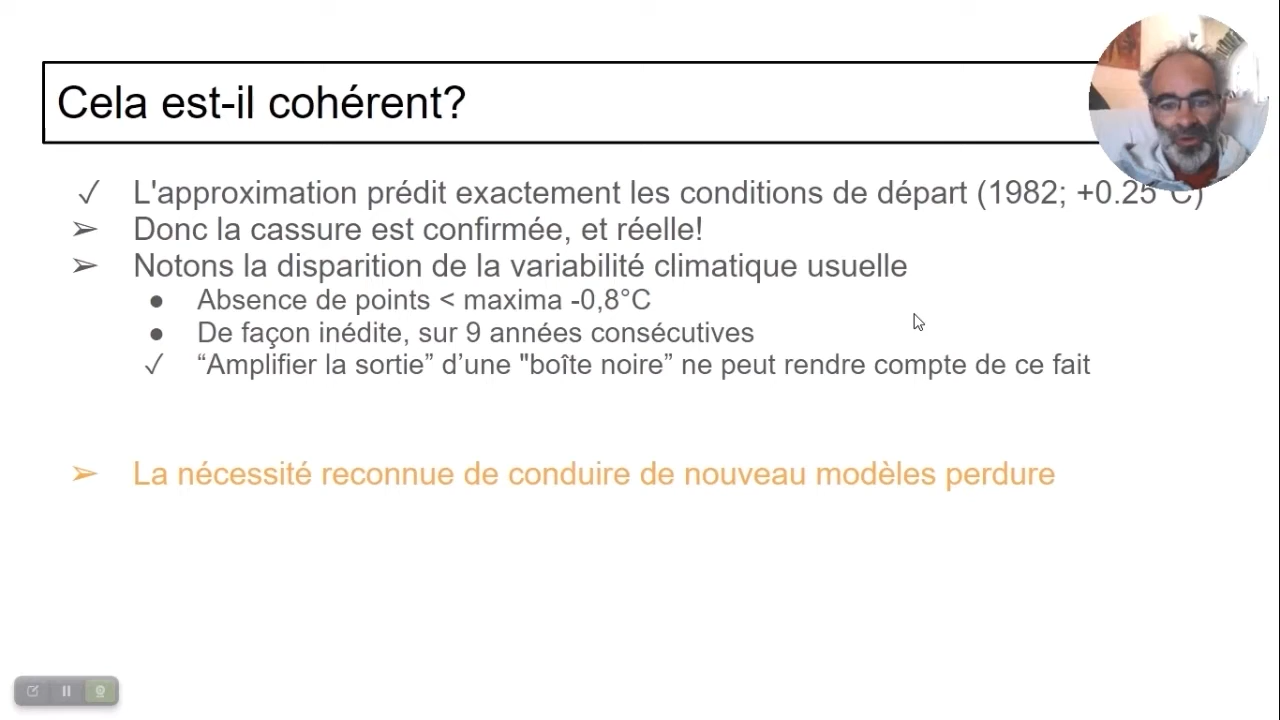 Cela est-il cohérent?
✓ L'approximation prédit exactement les conditions de départ (1982; +0.25°C)
➢ Donc la cassure est confirmée, et réelle!
➢ Notons la disparition de la variabilité climatique usuelle
● Absence de points < maxima -0,8°C
● De façon inédite, sur 9 années consécutives
✓ “Amplifier la sortie” d’une "boîte noire” ne peut rendre compte de ce fait
➢ La nécessité reconnue de conduire de nouveau modèles perdure